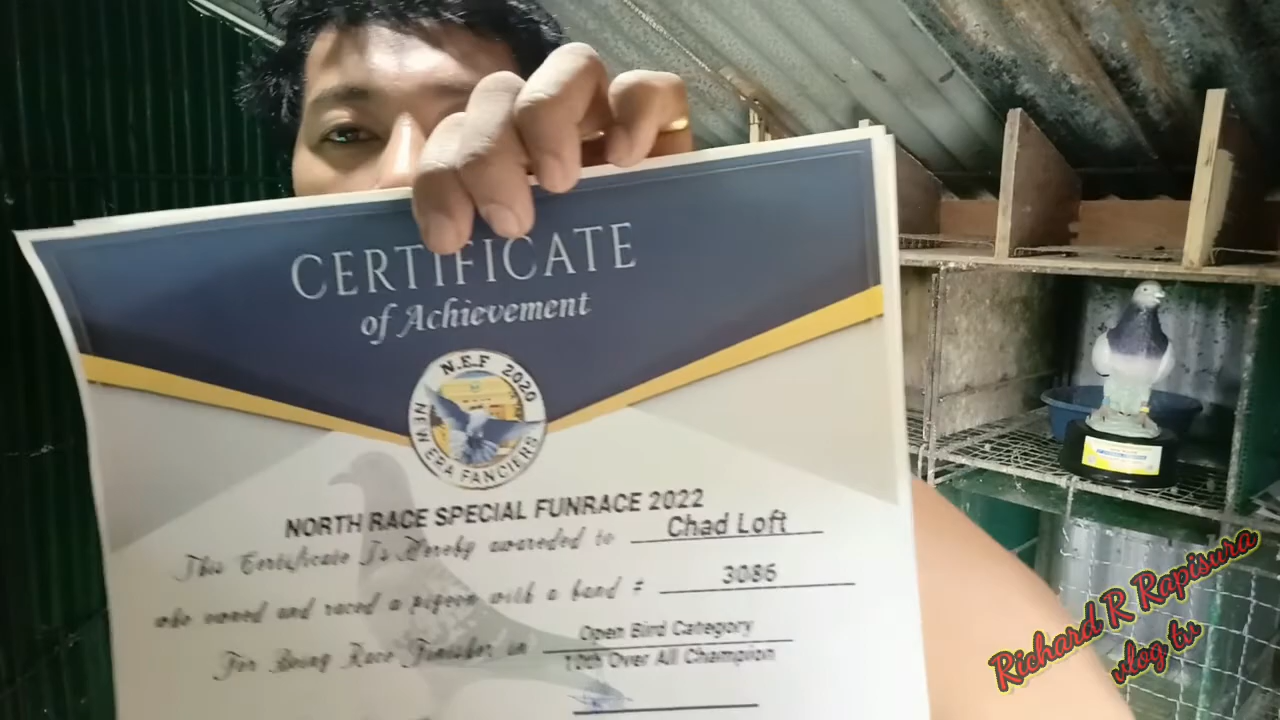 CERTIFICATE
of Achievement
N.E.F 2020
NEW ERA FANCIERS
NORTH RACE SPECIAL FUNRACE 2022
This Certificate Is Hereby awareded to Chad Loft
who owned and raced a pigeon with a band # 3086
For Being Race Finisher in Open Bird Category
10th Over All Champion
Richard R Rapisura
vlog tv